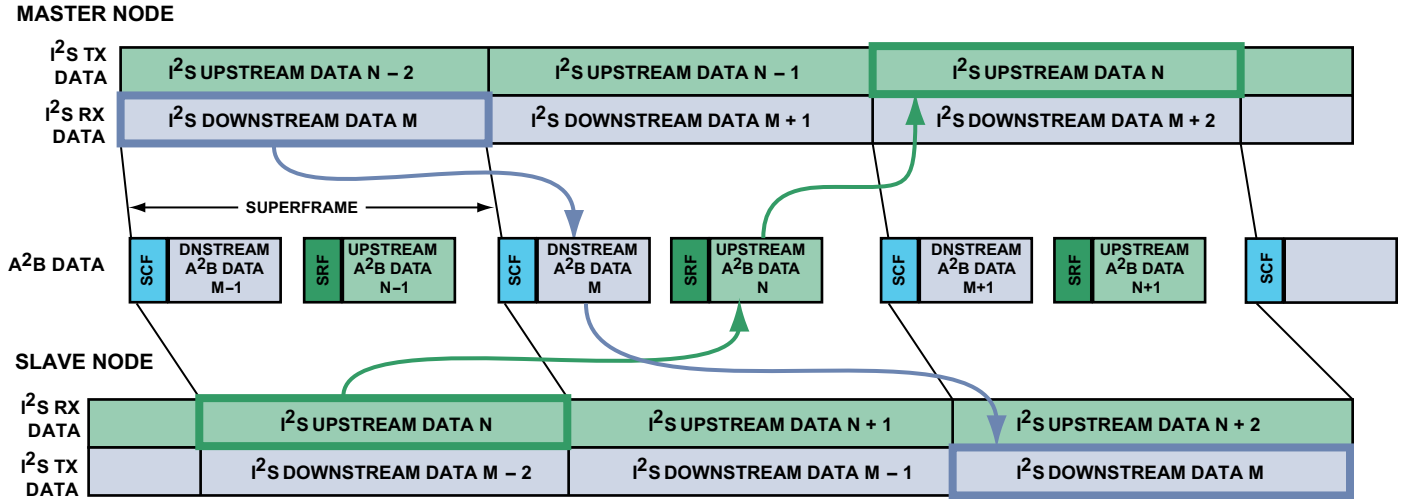 MASTER NODE
I2S TX
DATA
I2S UPSTREAM DATA N – 2
I2S UPSTREAM DATA N – 1
I2S UPSTREAM DATA N
I2S RX
DATA
I2S DOWNSTREAM DATA M
I2S DOWNSTREAM DATA M + 1
I2S DOWNSTREAM DATA M + 2
SUPERFRAME
A2B DATA
SCF
DNSTREAM
A2B DATA
M–1
SRF
UPSTREAM
A2B DATA
N-1
SCF
DNSTREAM
A2B DATA
M
SRF
UPSTREAM
A2B DATA
N
SCF
DNSTREAM
A2B DATA
M+1
SRF
UPSTREAM
A2B DATA
N+1
SCF
SLAVE NODE
I2S RX
DATA
I2S UPSTREAM DATA N
I2S UPSTREAM DATA N + 1
I2S UPSTREAM DATA N + 2
I2S TX
DATA
I2S DOWNSTREAM DATA M – 2
I2S DOWNSTREAM DATA M – 1
I2S DOWNSTREAM DATA M